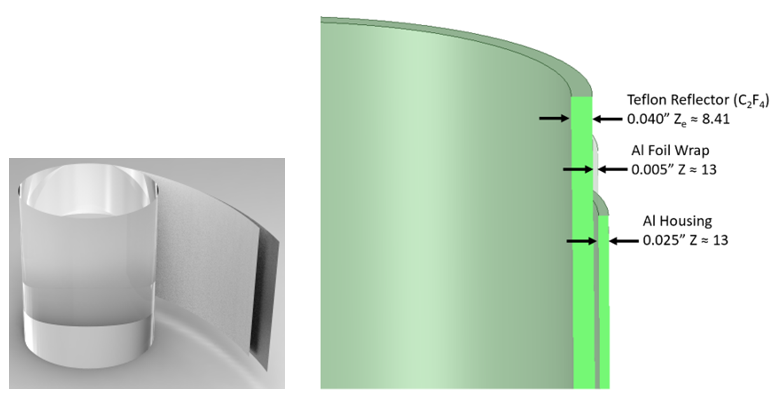 Teflon Reflector (C₂F₄)
0.040” Zₑ ≈ 8.41
Al Foil Wrap
0.005” Z ≈ 13
Al Housing
0.025” Z ≈ 13